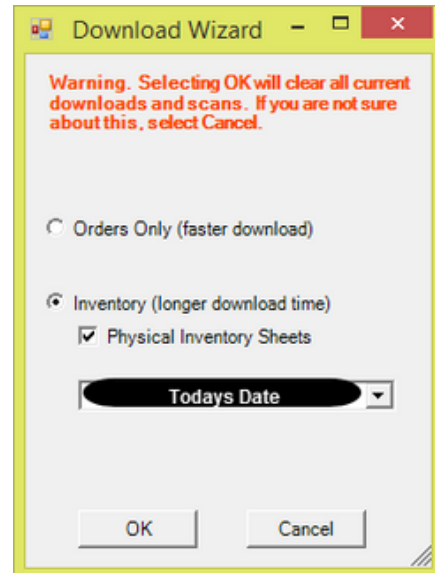 Download Wizard
Warning. Selecting OK will clear all current
downloads and scans. If you are not sure
about this, select Cancel.
Orders Only (faster download)
Inventory (longer download time)
Physical Inventory Sheets
Todays Date
OK
Cancel